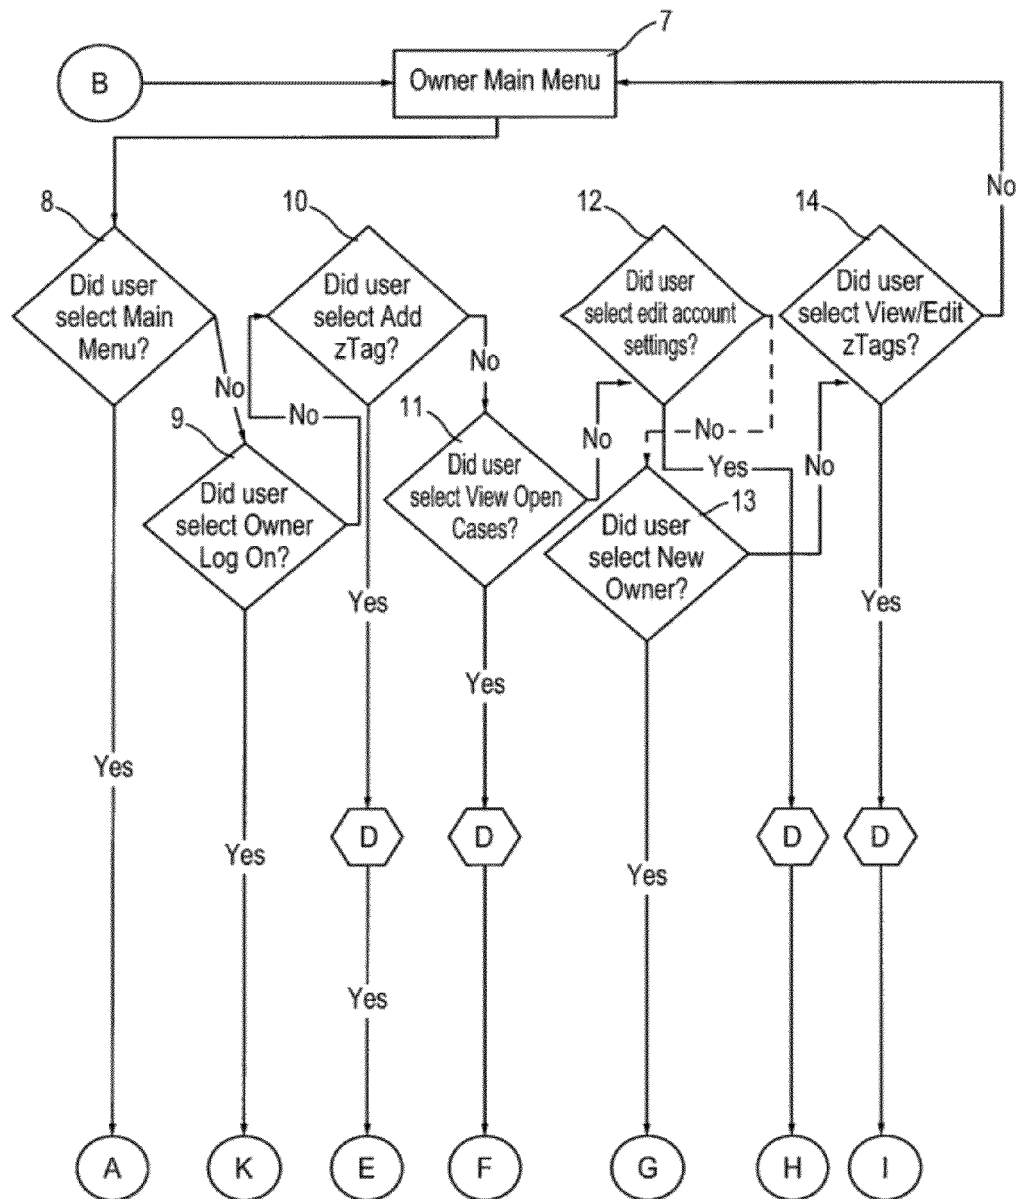 7
B
Owner Main Menu
No
8
10
12
14
Did user
select Main
Menu?
Did user
select Add
zTag?
Did user
select edit account
settings?
Did user
select View/Edit
zTags?
No
No
No
9
11
No
No
Yes
No
13
Did user
select Owner
Log On?
Did user
select View Open
Cases?
Did user
select New
Owner?
Yes
Yes
Yes
Yes
Yes
Yes
D
D
D
D
Yes
A
K
E
F
G
H
I